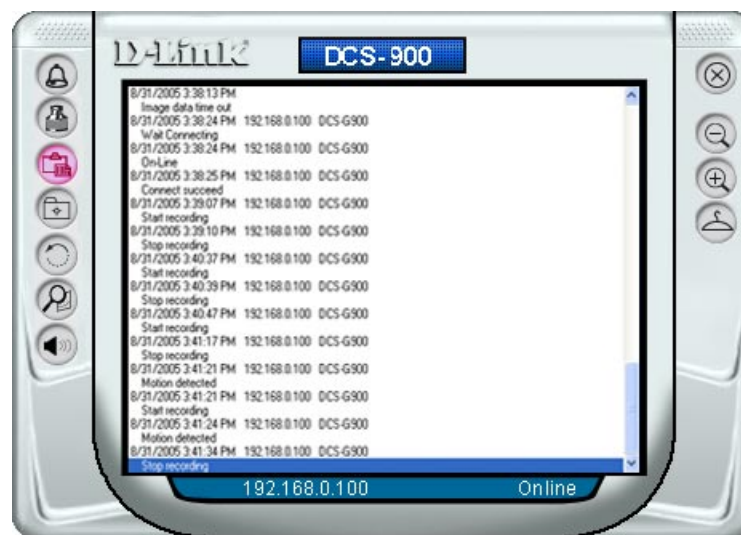 D-Link
DCS-900
8/31/2005 3:38:13 PM
Image data time out
8/31/2005 3:38:24 PM 192.168.0.100 DCS-G900
Wait Connecting
8/31/2005 3:38:24 PM 192.168.0.100 DCS-G900
On-Line
8/31/2005 3:38:25 PM 192.168.0.100 DCS-G900
Connect succeed
8/31/2005 3:39:07 PM 192.168.0.100 DCS-G900
Start recording
8/31/2005 3:39:10 PM 192.168.0.100 DCS-G900
Stop recording
8/31/2005 3:40:37 PM 192.168.0.100 DCS-G900
Start recording
8/31/2005 3:40:39 PM 192.168.0.100 DCS-G900
Stop recording
8/31/2005 3:40:47 PM 192.168.0.100 DCS-G900
Start recording
8/31/2005 3:41:17 PM 192.168.0.100 DCS-G900
Stop recording
8/31/2005 3:41:21 PM 192.168.0.100 DCS-G900
Motion detected
8/31/2005 3:41:21 PM 192.168.0.100 DCS-G900
Start recording
8/31/2005 3:41:24 PM 192.168.0.100 DCS-G900
Motion detected
8/31/2005 3:41:34 PM 192.168.0.100 DCS-G900
Stop recording
192.168.0.100 Online